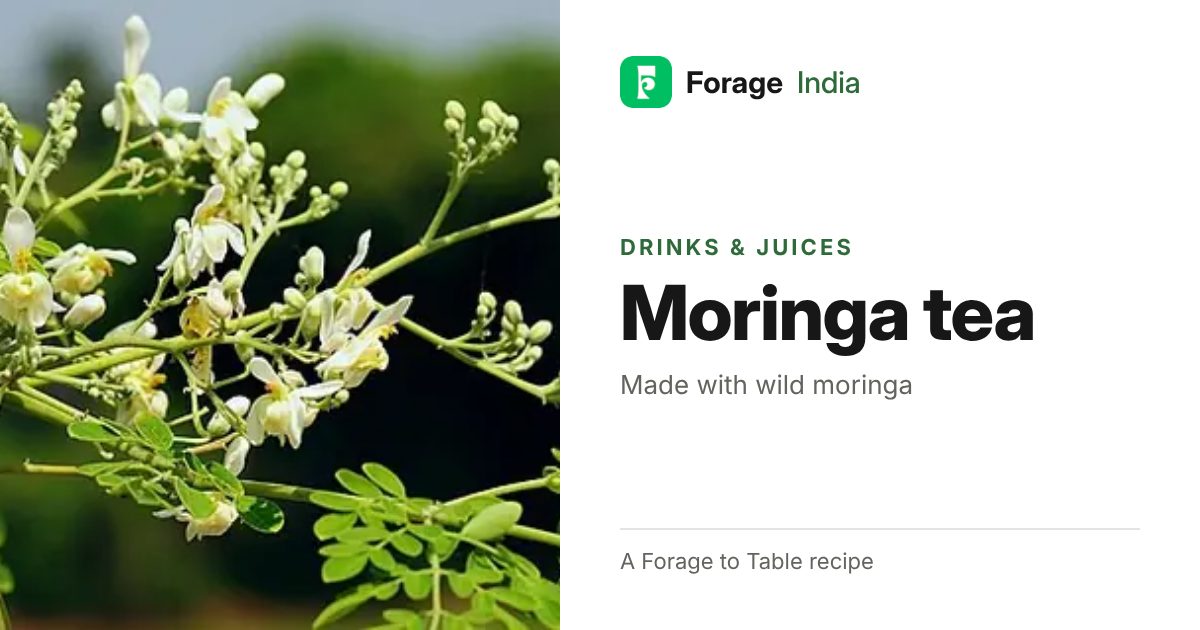 Forage India
DRINKS & JUICES
Moringa tea
Made with wild moringa
A Forage to Table recipe